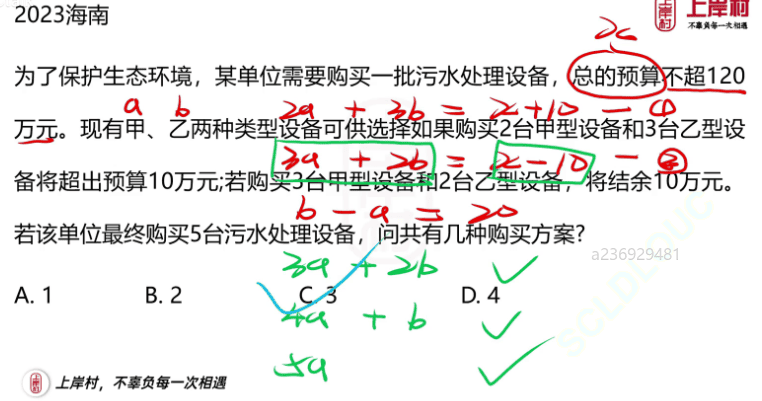 2023海南
上岸村
不辜负每一次相遇
x
为了保护生态环境，某单位需要购买一批污水处理设备，总的预算不超120
a b 2a + 3b = x+10 — ①
万元。现有甲、乙两种类型设备可供选择如果购买2台甲型设备和3台乙型设
3a + 2b = x-10 — ②
备将超出预算10万元;若购买3台甲型设备和2台乙型设备，将结余10万元。
b - a = 20
若该单位最终购买5台污水处理设备，问共有几种购买方案?
a236929481
3a + 2b ✓
A. 1 B. 2 C. 3 D. 4
4a + b ✓
5a ✓
SCLDUCDUC
上岸村，不辜负每一次相遇